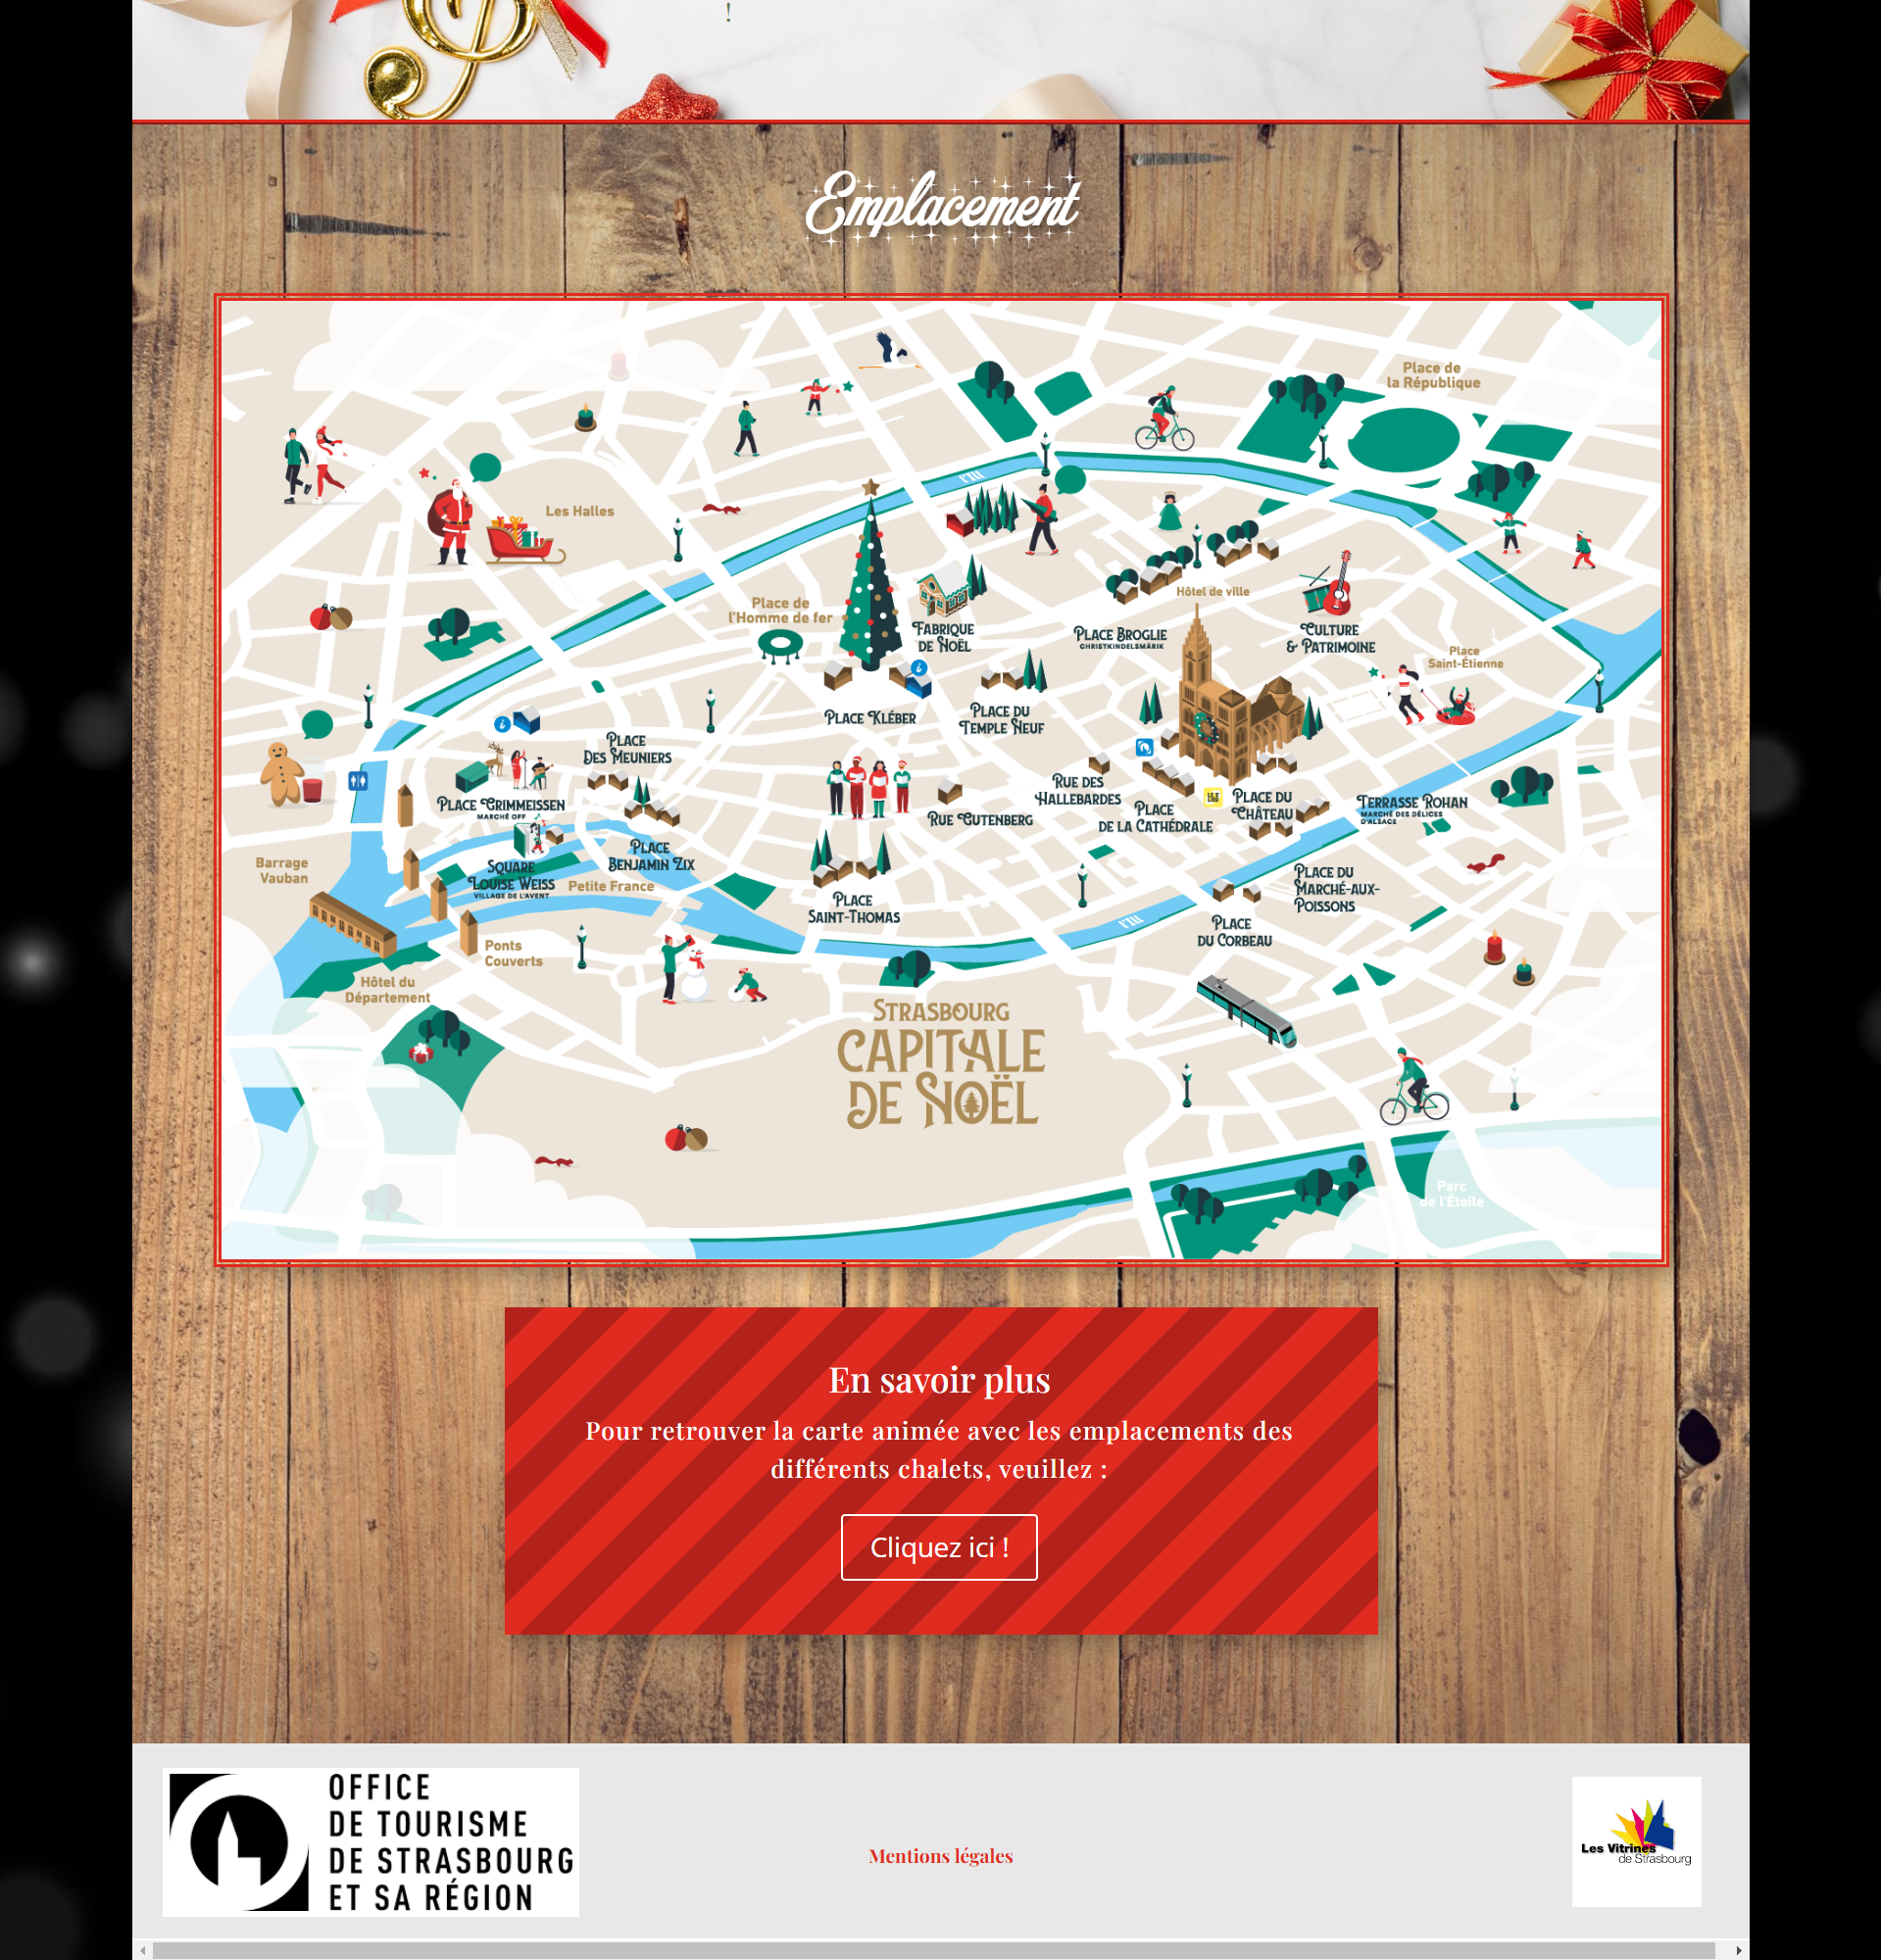 !
Emplacement
Place de
la République
L'ILL
Les Halles
Place de
l'Homme de fer
Fabrique
de Noël
Place Broglie
Christkindelsmärik
Hôtel de ville
Culture
& Patrimoine
Place
Saint-Étienne
Place Kléber
Place du
Temple Neuf
Place
des Meuniers
Place Grimmeissen
Marché OFF
Rue Gutenberg
Rue des
Hallebardes
Place
de la Cathédrale
Place du
Château
Terrasse Rohan
Marché des délices
d'Alsace
Barrage
Vauban
Square
Louise Weiss
Village de l'Avent
Place
Benjamin Zix
Petite France
Place
Saint-Thomas
Place du
Marché-aux-
Poissons
Place
du Corbeau
L'ILL
Ponts
Couverts
Hôtel du
Département
Strasbourg
Capitale
de Noël
Parc
de l'Étoile
En savoir plus
Pour retrouver la carte animée avec les emplacements des
différents chalets, veuillez :
Cliquez ici !
OFFICE
DE TOURISME
DE STRASBOURG
ET SA RÉGION
Mentions légales
Les Vitrines
de Strasbourg